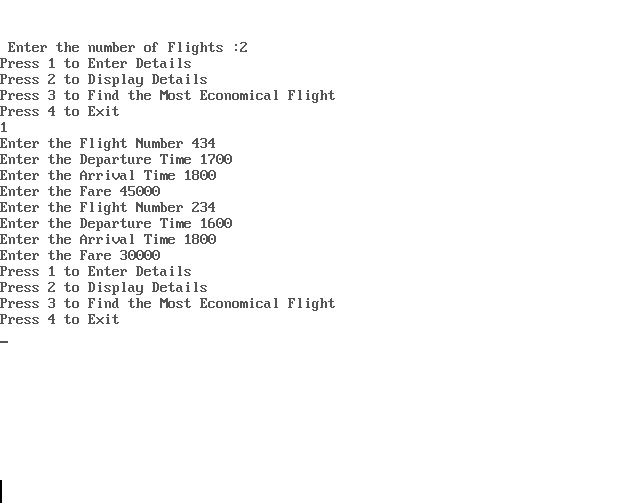 Enter the number of Flights :2
Press 1 to Enter Details
Press 2 to Display Details
Press 3 to Find the Most Economical Flight
Press 4 to Exit
1
Enter the Flight Number 434
Enter the Departure Time 1700
Enter the Arrival Time 1800
Enter the Fare 45000
Enter the Flight Number 234
Enter the Departure Time 1600
Enter the Arrival Time 1800
Enter the Fare 30000
Press 1 to Enter Details
Press 2 to Display Details
Press 3 to Find the Most Economical Flight
Press 4 to Exit